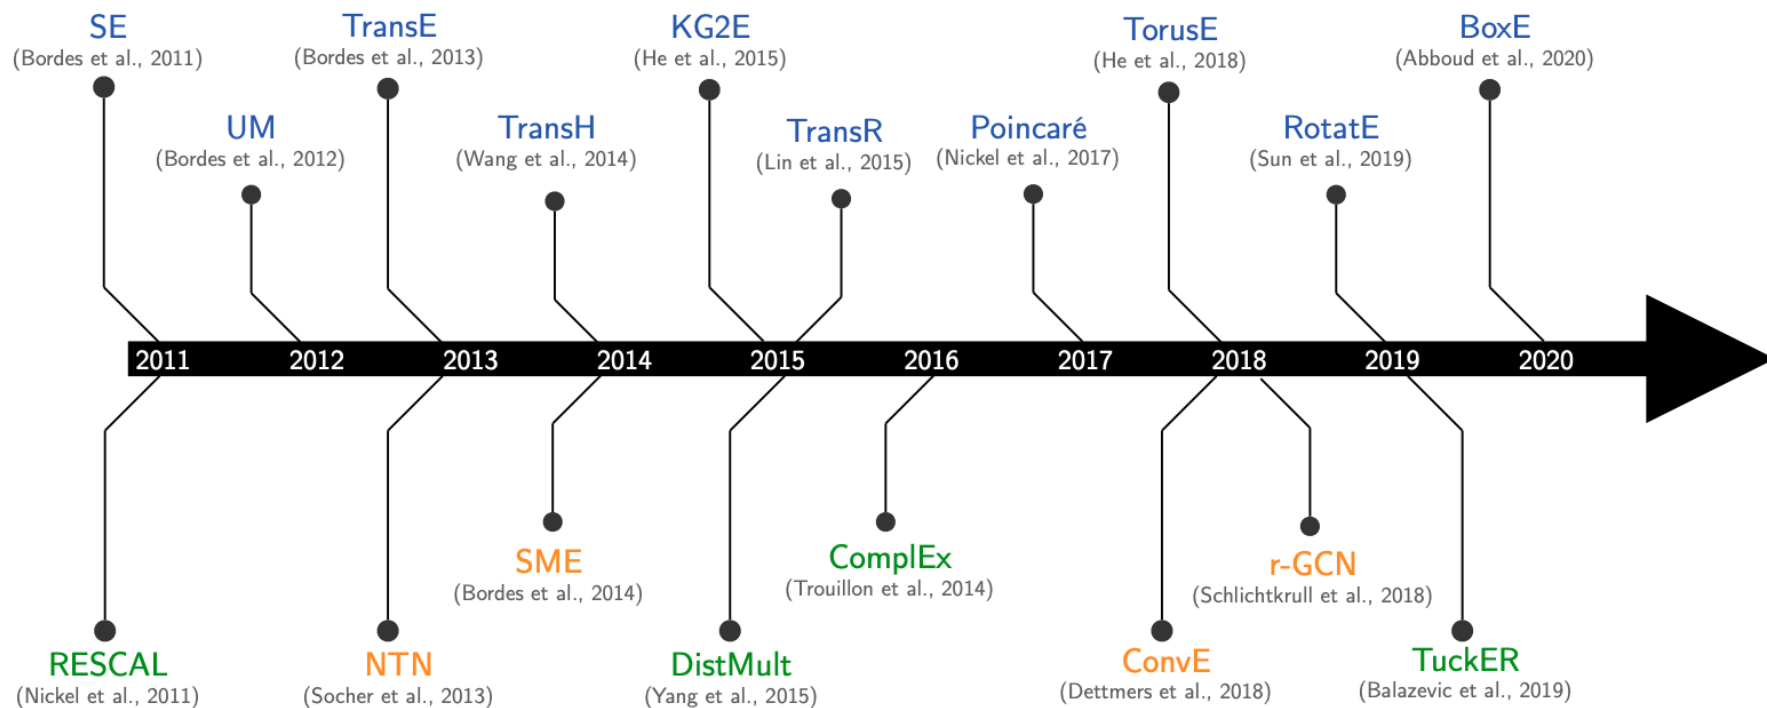 SE
(Bordes et al., 2011)
TransE
(Bordes et al., 2013)
KG2E
(He et al., 2015)
TorusE
(He et al., 2018)
BoxE
(Abboud et al., 2020)
UM
(Bordes et al., 2012)
TransH
(Wang et al., 2014)
TransR
(Lin et al., 2015)
Poincaré
(Nickel et al., 2017)
RotatE
(Sun et al., 2019)
2011 2012 2013 2014 2015 2016 2017 2018 2019 2020
SME
(Bordes et al., 2014)
ComplEx
(Trouillon et al., 2014)
r-GCN
(Schlichtkrull et al., 2018)
RESCAL
(Nickel et al., 2011)
NTN
(Socher et al., 2013)
DistMult
(Yang et al., 2015)
ConvE
(Dettmers et al., 2018)
TuckER
(Balazevic et al., 2019)